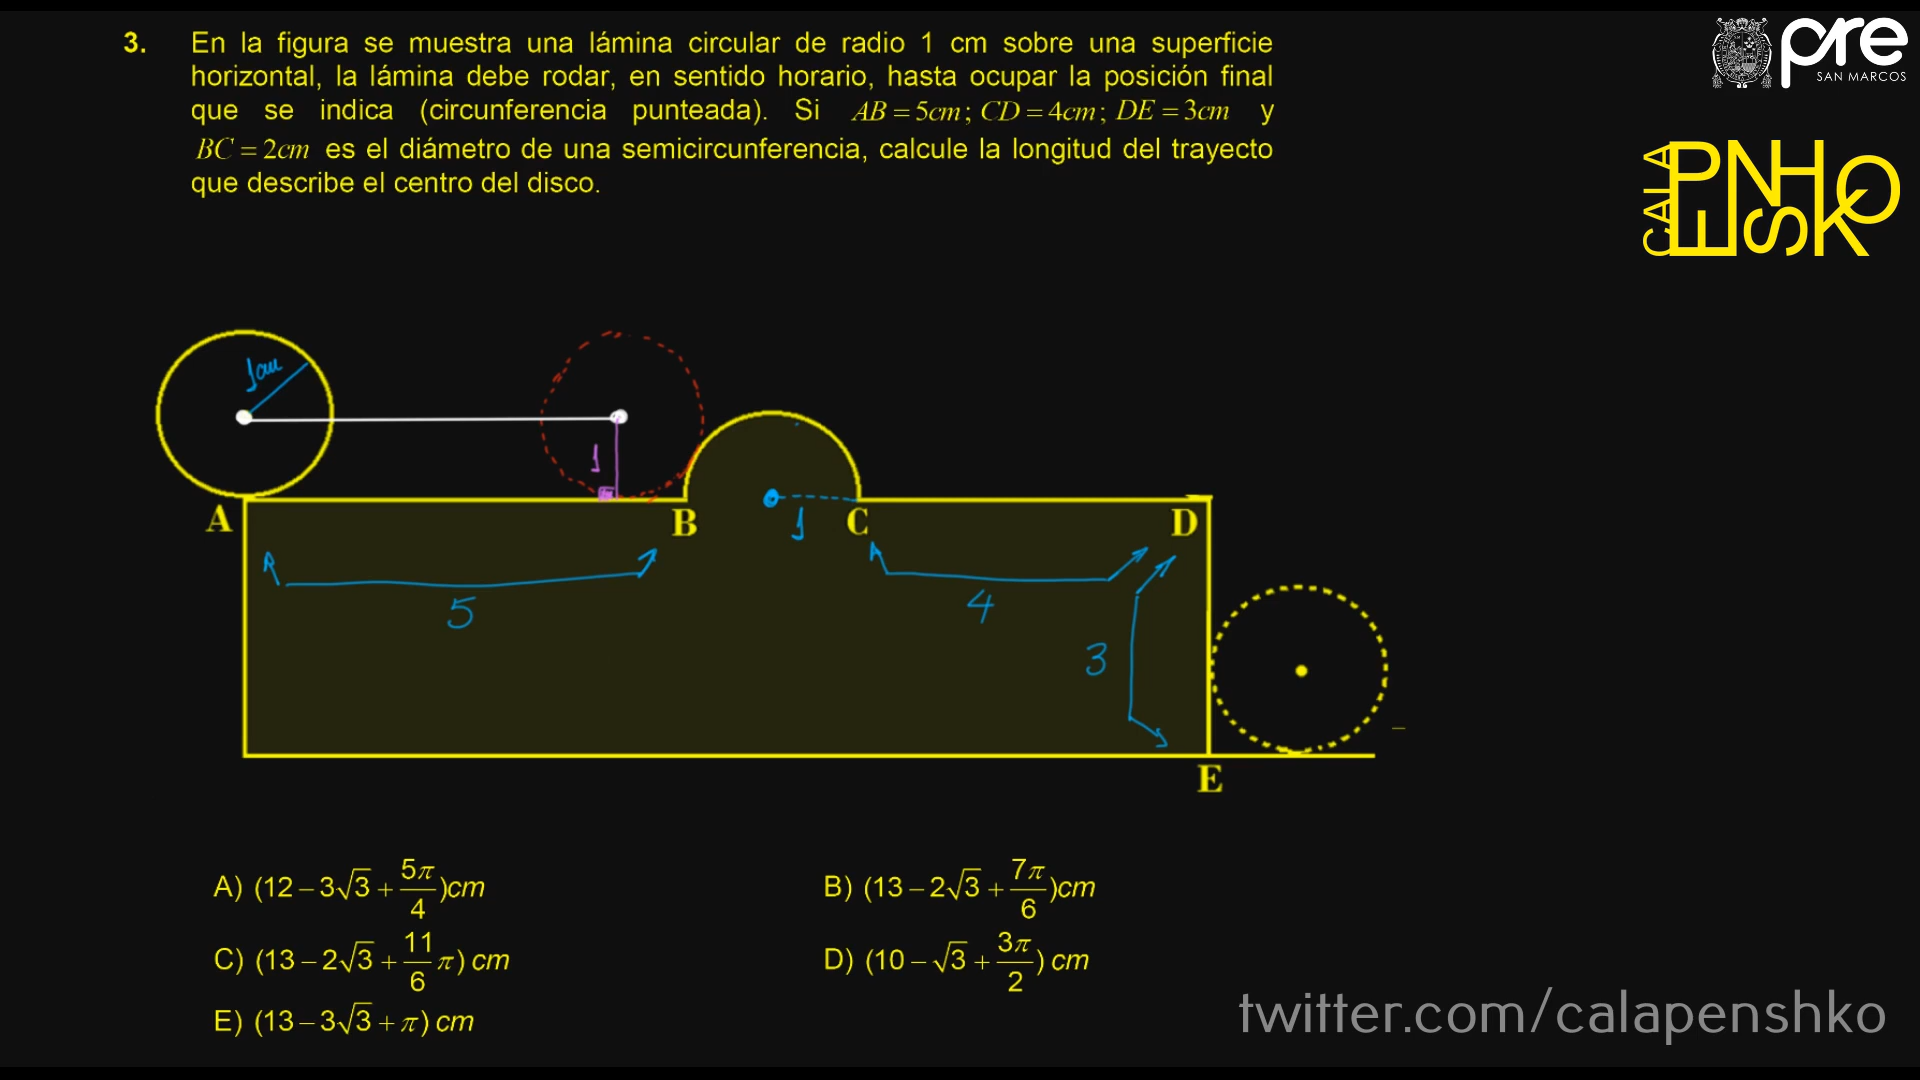 3. En la figura se muestra una lámina circular de radio 1 cm sobre una superficie
horizontal, la lámina debe rodar, en sentido horario, hasta ocupar la posición final
que se indica (circunferencia punteada). Si AB = 5cm; CD = 4cm; DE = 3cm y
BC = 2cm es el diámetro de una semicircunferencia, calcule la longitud del trayecto
que describe el centro del disco.
pre
SAN MARCOS
CALA
PENSHKO
1cm
1
A
B
1
C
D
5
4
3
E
A) (12 – 3√3 + 5π/4)cm
B) (13 – 2√3 + 7π/6)cm
C) (13 – 2√3 + 11/6 π) cm
D) (10 – √3 + 3π/2) cm
E) (13 – 3√3 + π) cm
twitter.com/calapenshko